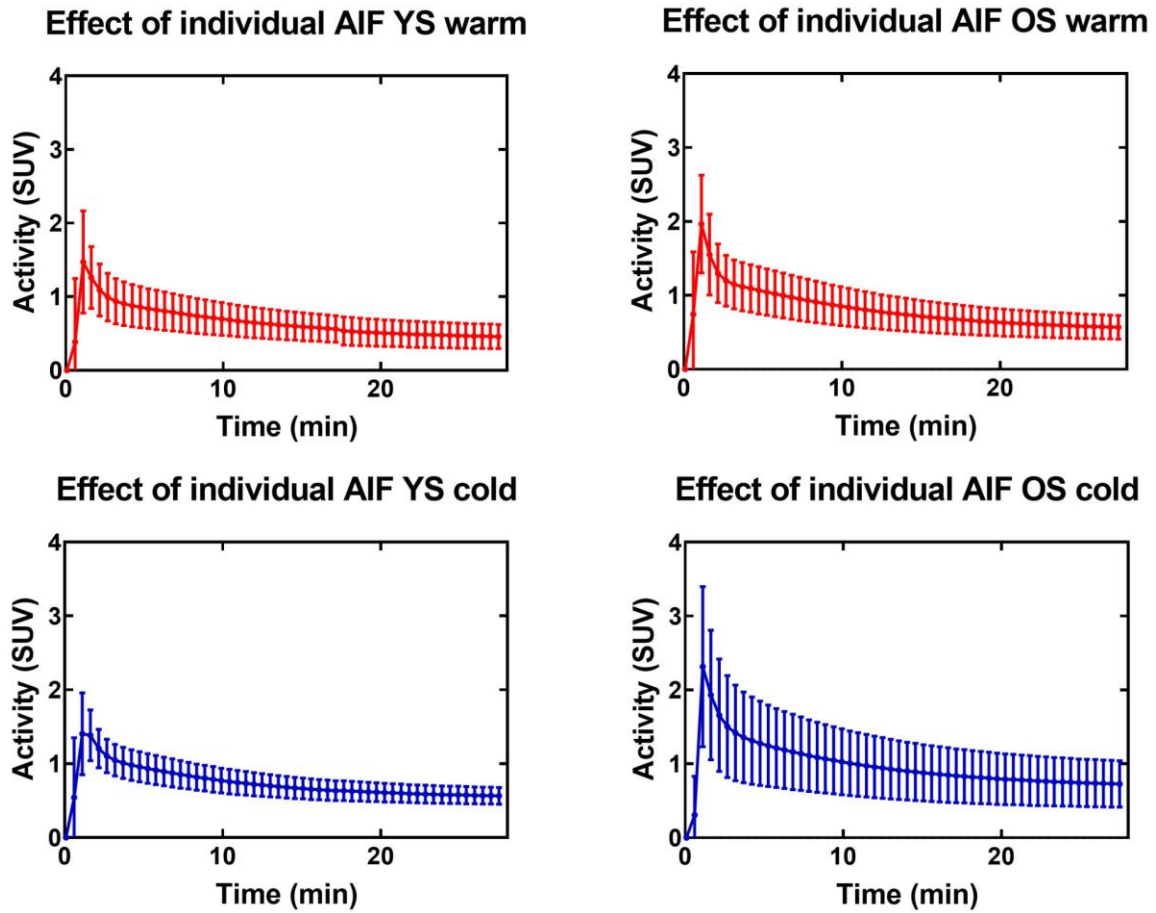 Effect of individual AIF YS warm
4
3
2
1
0
Activity (SUV)
0 10 20
Time (min)
Effect of individual AIF OS warm
4
3
2
1
0
Activity (SUV)
0 10 20
Time (min)
Effect of individual AIF YS cold
4
3
2
1
0
Activity (SUV)
0 10 20
Time (min)
Effect of individual AIF OS cold
4
3
2
1
0
Activity (SUV)
0 10 20
Time (min)